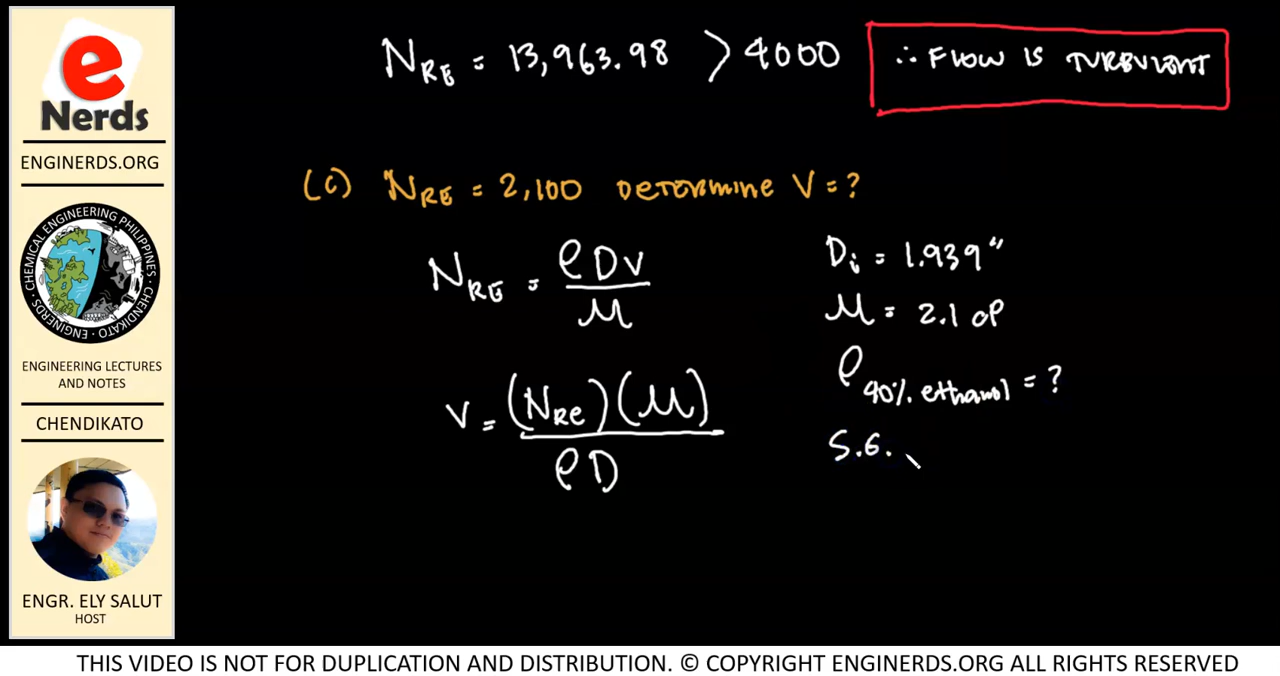 e
Nerds
ENGINERDS.ORG
CHEMICAL ENGINEERING PHILIPPINES
ENGINERDS • CHENDIKATO
ENGINEERING LECTURES
AND NOTES
CHENDIKATO
ENGR. ELY SALUT
HOST
N_RE = 13,963.98 > 4000
∴ FLOW IS TURBULENT
(C) N_RE = 2,100 DETERMINE V = ?
N_RE = ρDV / μ
V = (N_Re)(μ) / ρD
Di = 1.939"
μ = 2.1 cP
ρ 40% ethanol = ?
S.G.
THIS VIDEO IS NOT FOR DUPLICATION AND DISTRIBUTION. © COPYRIGHT ENGINERDS.ORG ALL RIGHTS RESERVED